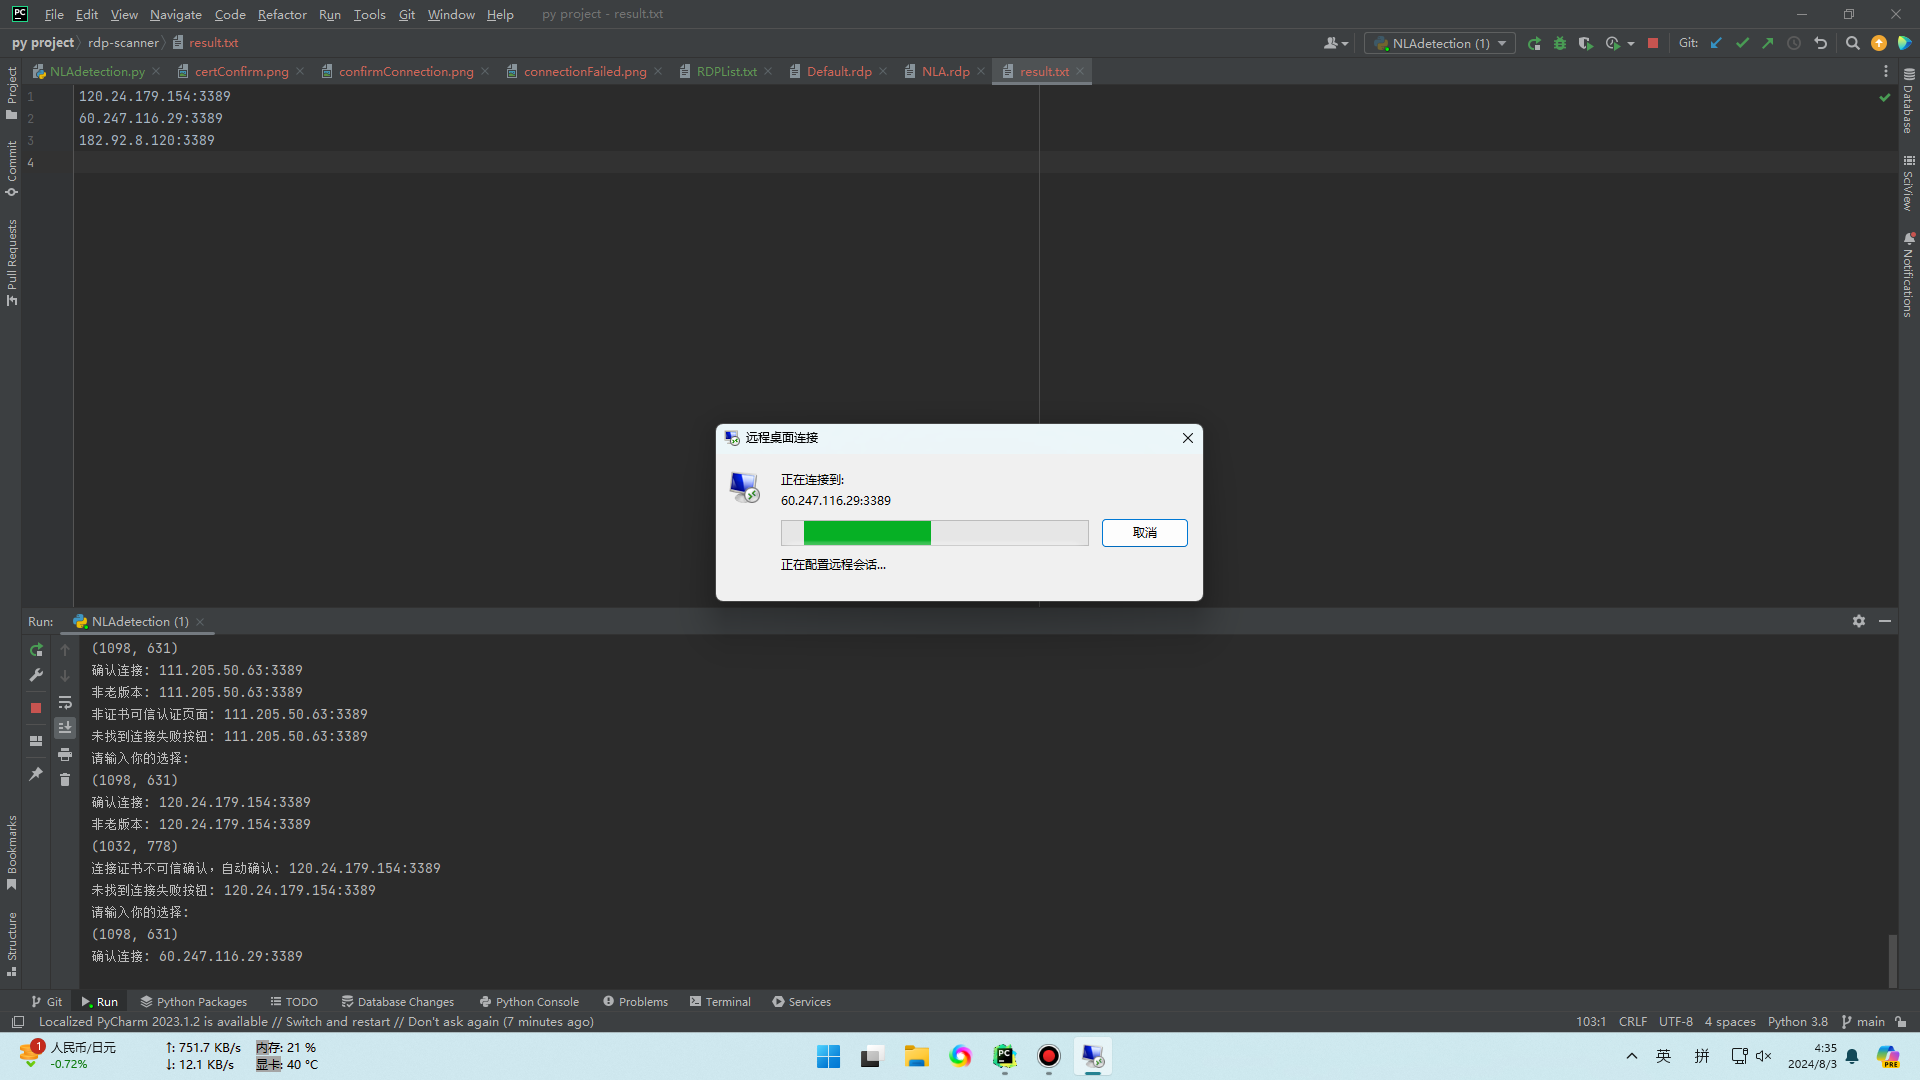 PC File Edit View Navigate Code Refactor Run Tools Git Window Help py project - result.txt
py project rdp-scanner result.txt NLAdetection (1) Git:
NLAdetection.py certConfirm.png confirmConnection.png connectionFailed.png RDPList.txt Default.rdp NLA.rdp result.txt
Project
Commit
Pull Requests
Bookmarks
Structure
1 120.24.179.154:3389
2 60.247.116.29:3389
3 182.92.8.120:3389
4
Database
SciView
Notifications
远程桌面连接
正在连接到:
60.247.116.29:3389
取消
正在配置远程会话...
Run: NLAdetection (1)
(1098, 631)
确认连接: 111.205.50.63:3389
非老版本: 111.205.50.63:3389
非证书可信认证页面: 111.205.50.63:3389
未找到连接失败按钮: 111.205.50.63:3389
请输入你的选择:
(1098, 631)
确认连接: 120.24.179.154:3389
非老版本: 120.24.179.154:3389
(1032, 778)
连接证书不可信确认，自动确认: 120.24.179.154:3389
未找到连接失败按钮: 120.24.179.154:3389
请输入你的选择:
(1098, 631)
确认连接: 60.247.116.29:3389
Git Run Python Packages TODO Database Changes Python Console Problems Terminal Services
Localized PyCharm 2023.1.2 is available // Switch and restart // Don't ask again (7 minutes ago) 103:1 CRLF UTF-8 4 spaces Python 3.8 main
1 人民币/日元 ↑: 751.7 KB/s 内存: 21 % PC 英 拼 4:35
-0.72% ↓: 12.1 KB/s 显卡: 40 °C 2024/8/3 PRE